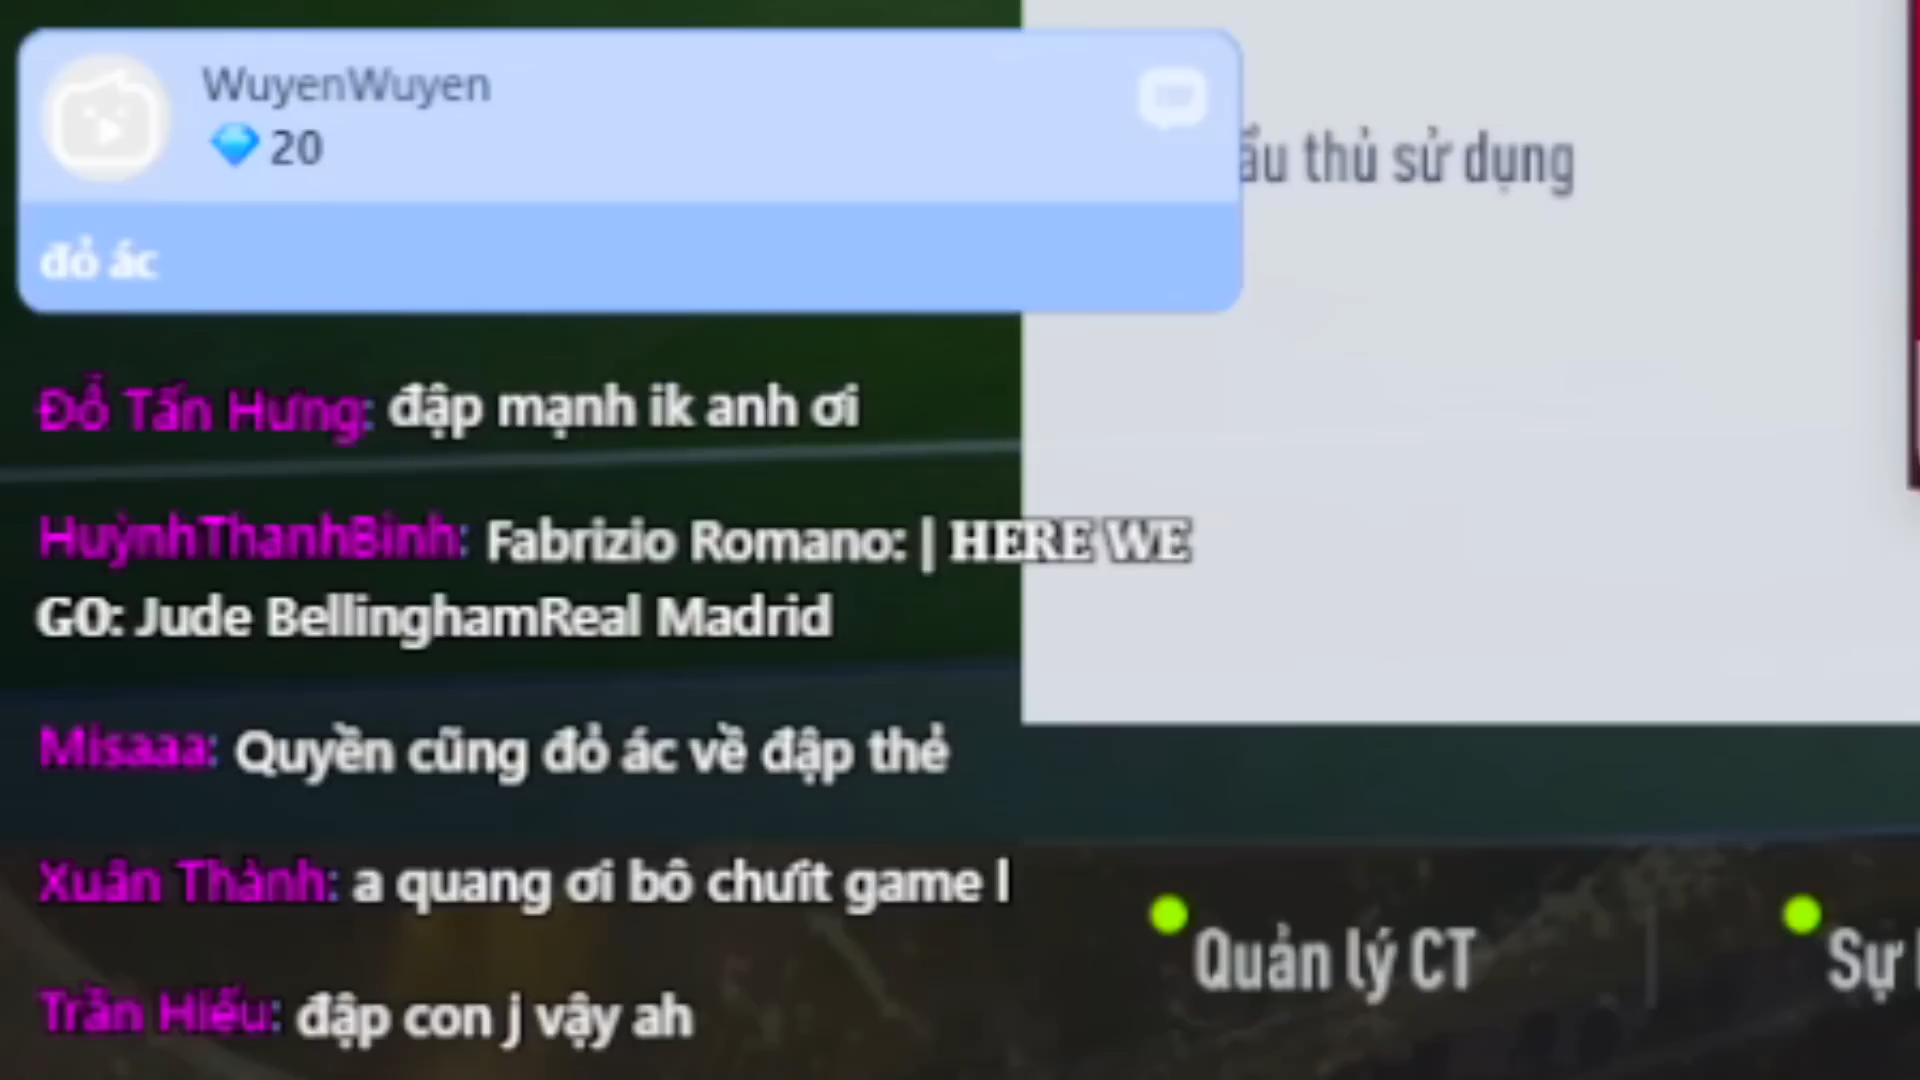 WuyenWuyen
20
ầu thủ sử dụng
đỏ ác
Đỗ Tấn Hưng: đập mạnh ik anh ơi
HuỳnhThanhBình: Fabrizio Romano: | HERE WE
GO: Jude BellinghamReal Madrid
Misaaa: Quyền cũng đỏ ác về đập thẻ
Xuân Thành: a quang ơi bô chưit game l
Trần Hiếu: đập con j vậy ah
Quản lý CT
Sự